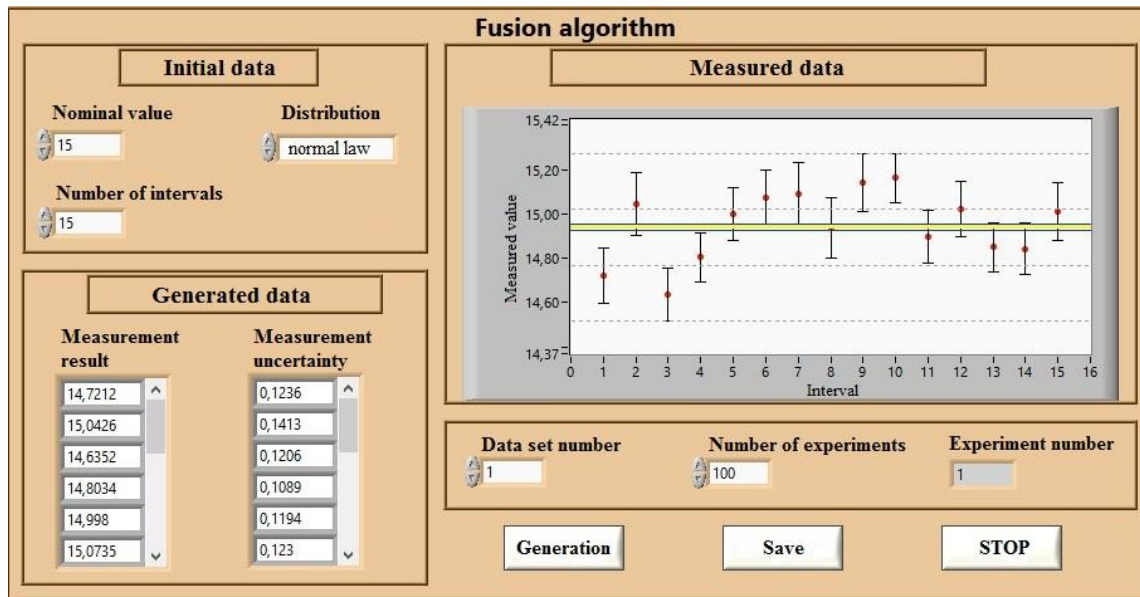 Fusion algorithm
Initial data
Nominal value
15
Distribution
normal law
Number of intervals
15
Generated data
Measurement
result
14,7212
15,0426
14,6352
14,8034
14,998
15,0735
Measurement
uncertainty
0,1236
0,1413
0,1206
0,1089
0,1194
0,123
Measured data
Measured value
15,42
15,20
15,00
14,80
14,60
14,37
0 1 2 3 4 5 6 7 8 9 10 11 12 13 14 15 16
Interval
Data set number
1
Number of experiments
100
Experiment number
1
Generation
Save
STOP